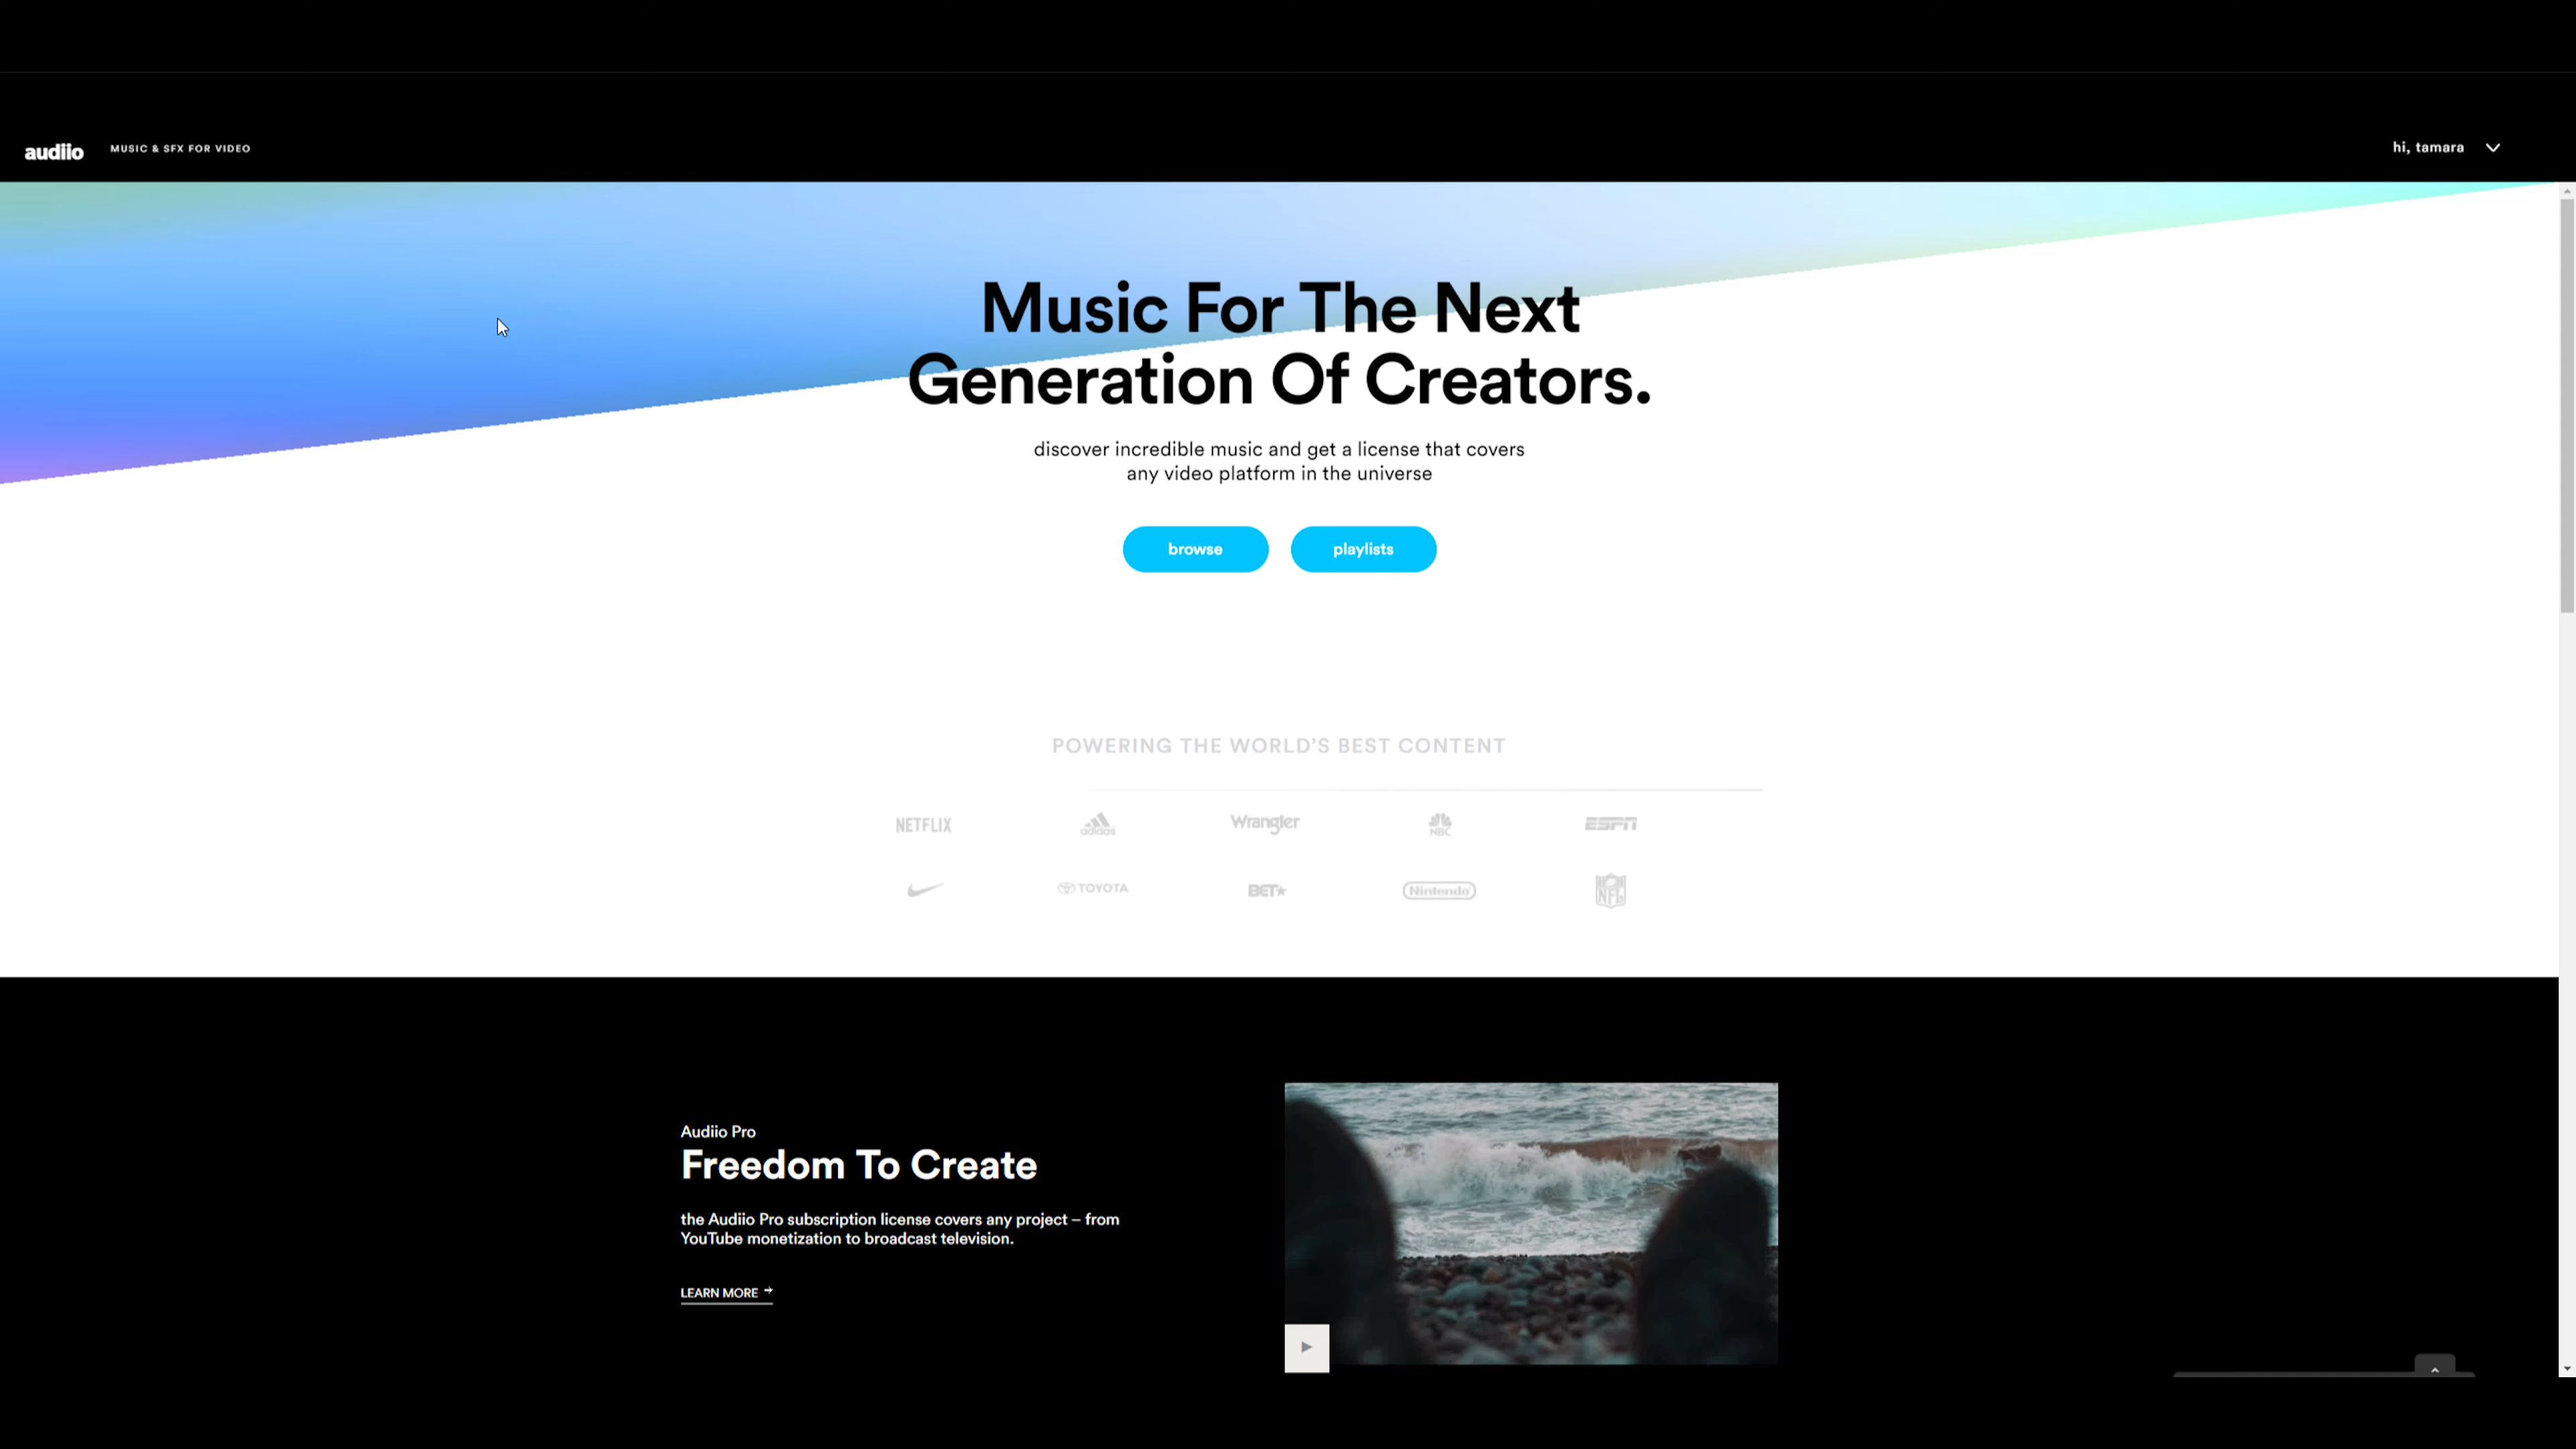 audiio
MUSIC & SFX FOR VIDEO
hi, tamara
Music For The Next
Generation Of Creators.
discover incredible music and get a license that covers
any video platform in the universe
browse
playlists
POWERING THE WORLD'S BEST CONTENT
NETFLIX
adidas
Wrangler
NBC
ESPN
TOYOTA
BET
Nintendo
NFL
Audiio Pro
Freedom To Create
the Audiio Pro subscription license covers any project – from
YouTube monetization to broadcast television.
LEARN MORE